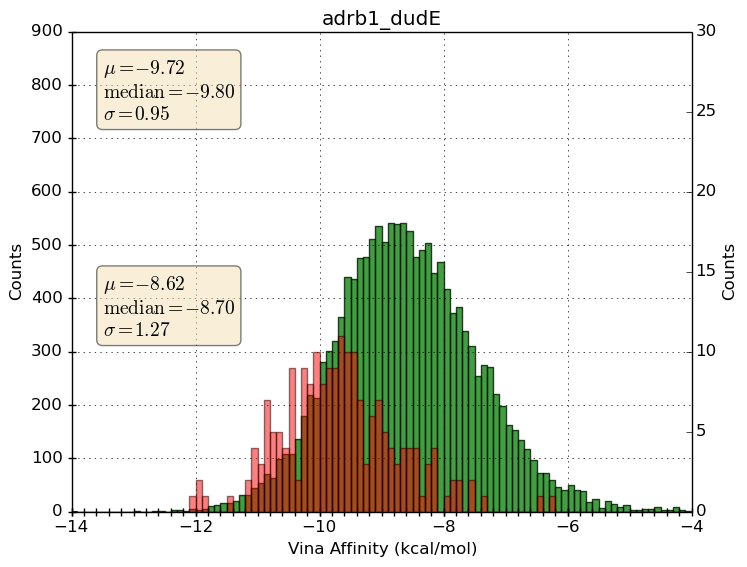 adrb1_dudE
900
800
700
600
500
400
300
200
100
0
30
25
20
15
10
5
0
μ = −9.72
median = −9.80
σ = 0.95
μ = −8.62
median = −8.70
σ = 1.27
Counts
Counts
−14
−12
−10
−8
−6
−4
Vina Affinity (kcal/mol)